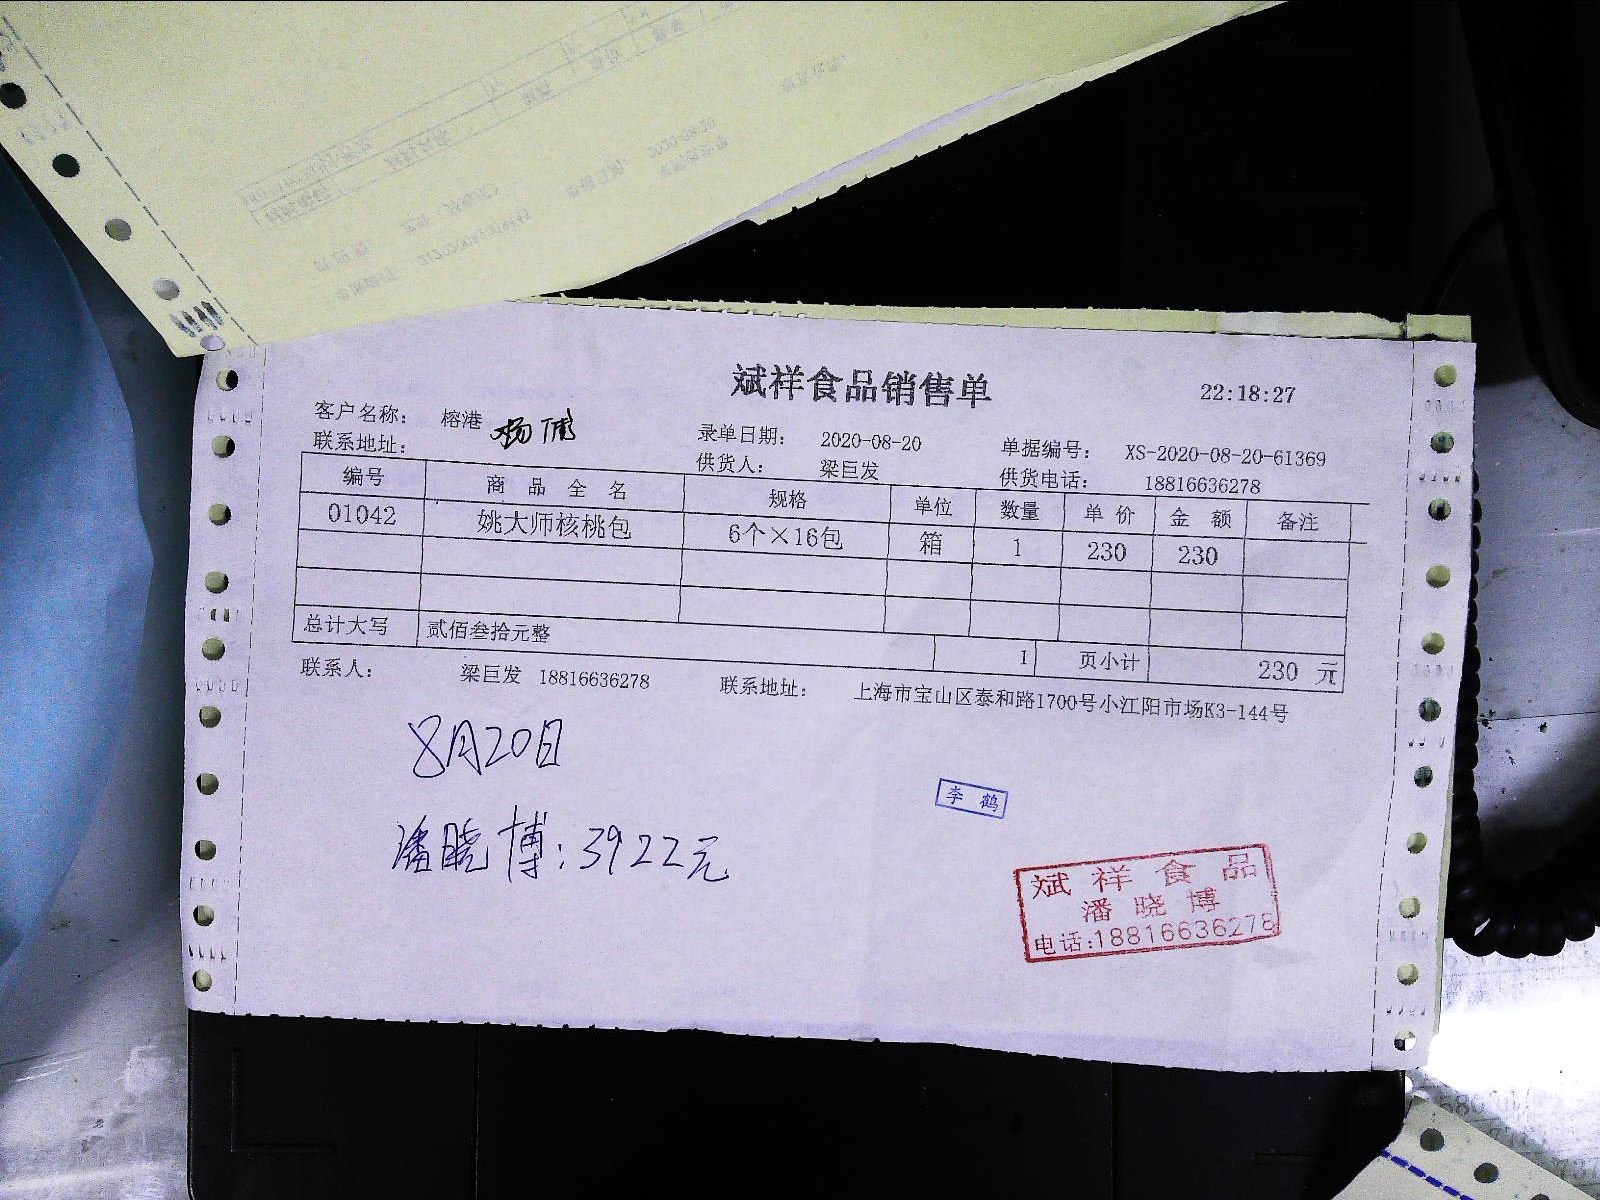 斌祥食品销售单
22:18:27
客户名称： 榕港 杨浦
录单日期： 2020-08-20
单据编号： XS-2020-08-20-61369
联系地址：
供货人： 梁巨发
供货电话： 18816636278
编号 商 品 全 名 规格 单位 数量 单 价 金 额 备注
01042 姚大师核桃包 6个×16包 箱 1 230 230
总计大写 贰佰叁拾元整 1 页小计 230 元
联系人： 梁巨发 18816636278 联系地址： 上海市宝山区泰和路1700号小江阳市场K3-144号
8月20日
潘晓博：3922元
李 鹤
斌 祥 食 品
潘 晓 博
电话:18816636278